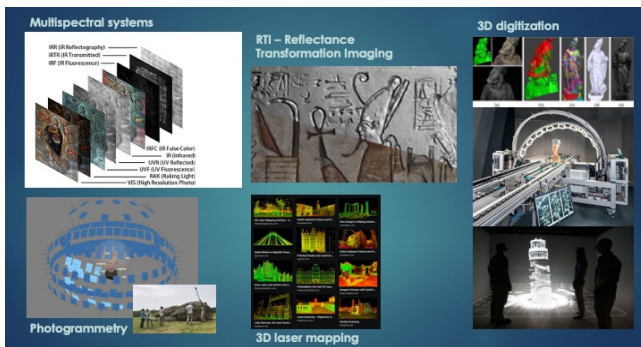 Multispectral systems
IRR (IR Reflectography)
IRTR (IR Transmitted)
IRF (IR Fluorescence)
IRFC (IR False Color)
IR (Infrared)
UVR (UV Reflected)
UVF (UV Fluorescence)
RAK (Raking Light)
VIS (High Resolution Photo)
RTI – Reflectance
Transformation Imaging
3D digitization
Photogrammetry
3D laser mapping